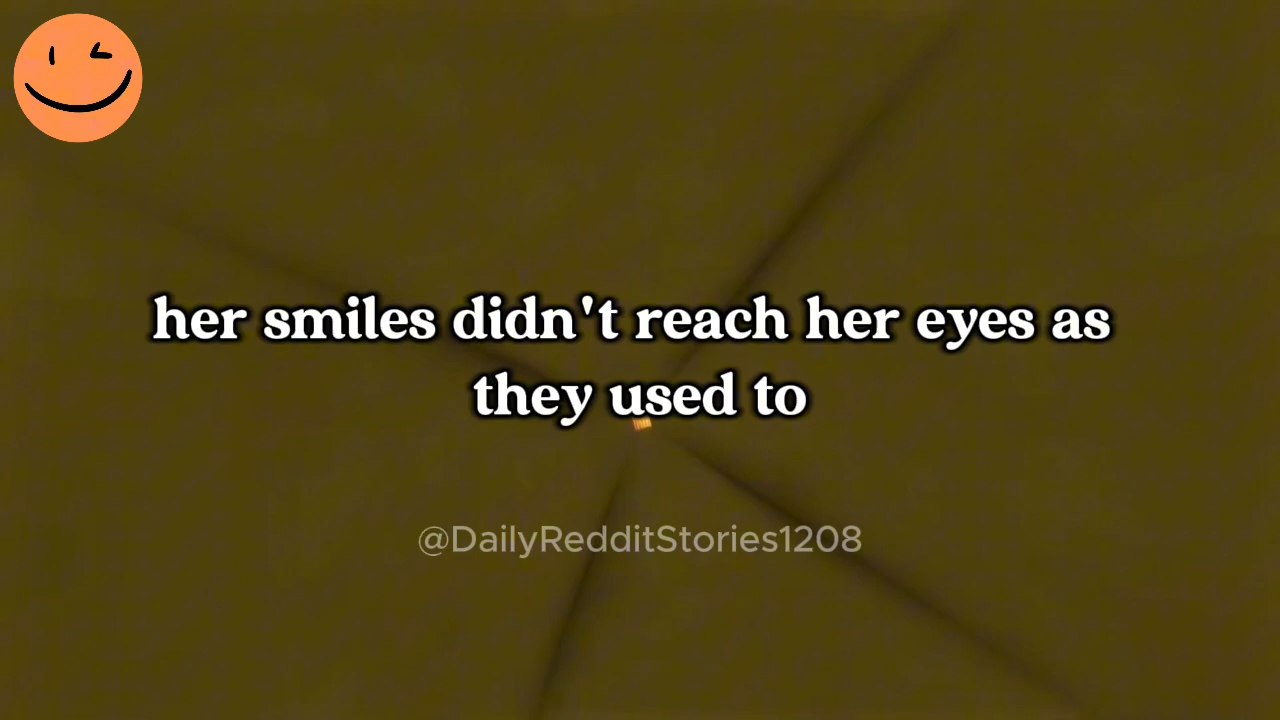 her smiles didn't reach her eyes as
they used to
@DailyRedditStories1208